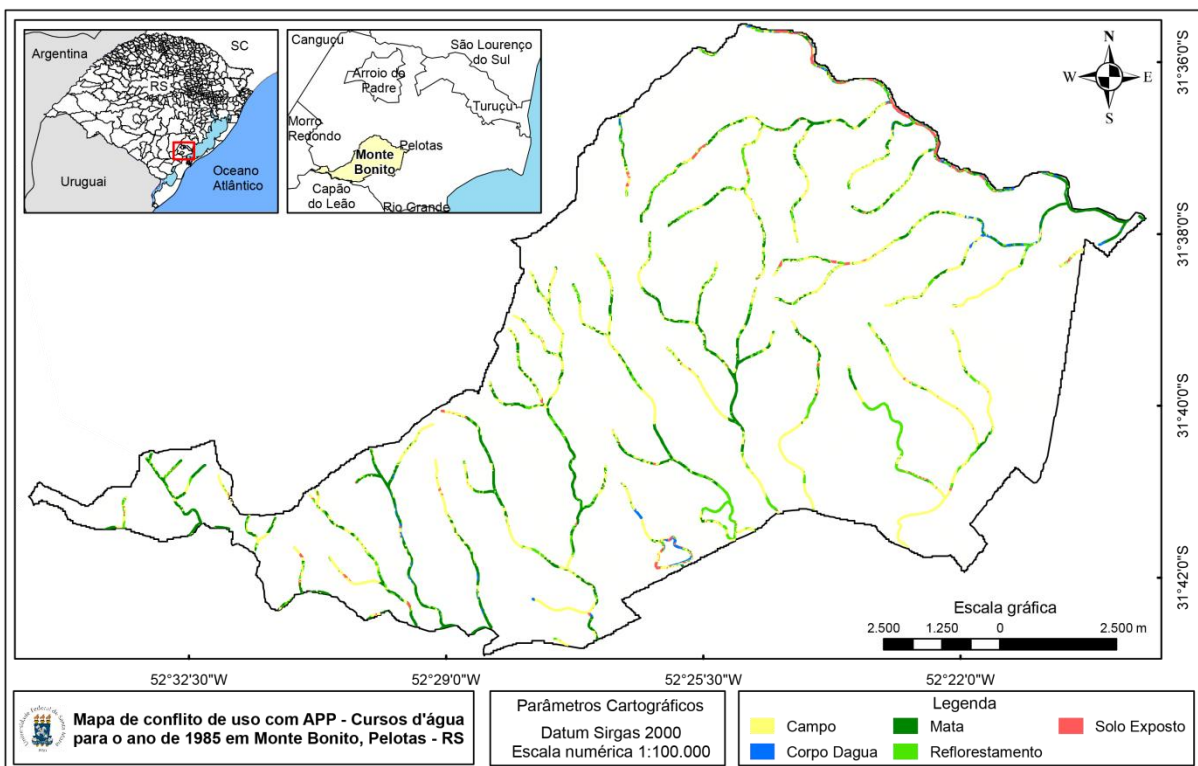 Argentina
SC
RS
Uruguai
Oceano
Atlântico
Canguçu
São Lourenço
do Sul
Arroio do
Padre
Turuçu
Morro
Redondo
Pelotas
Monte
Bonito
Capão
do Leão
Rio Grande
N
W
E
S
31°36'0"S
31°38'0"S
31°40'0"S
31°42'0"S
Escala gráfica
2.500 1.250 0 2.500 m
52°32'30"W 52°29'0"W 52°25'30"W 52°22'0"W
Mapa de conflito de uso com APP - Cursos d'água
para o ano de 1985 em Monte Bonito, Pelotas - RS
Parâmetros Cartográficos
Datum Sirgas 2000
Escala numérica 1:100.000
Legenda
Campo Mata Solo Exposto
Corpo Dagua Reflorestamento